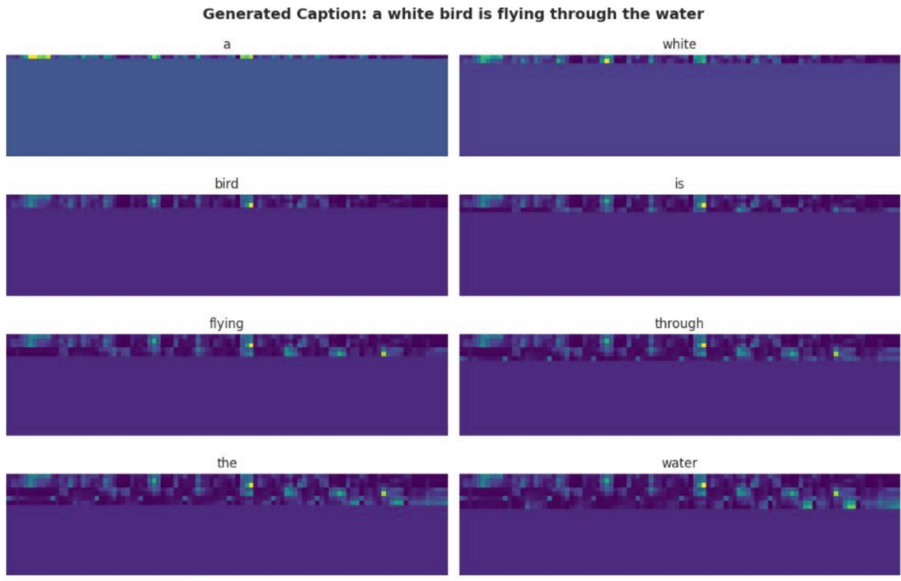 Generated Caption: a white bird is flying through the water
a
white
bird
is
flying
through
the
water